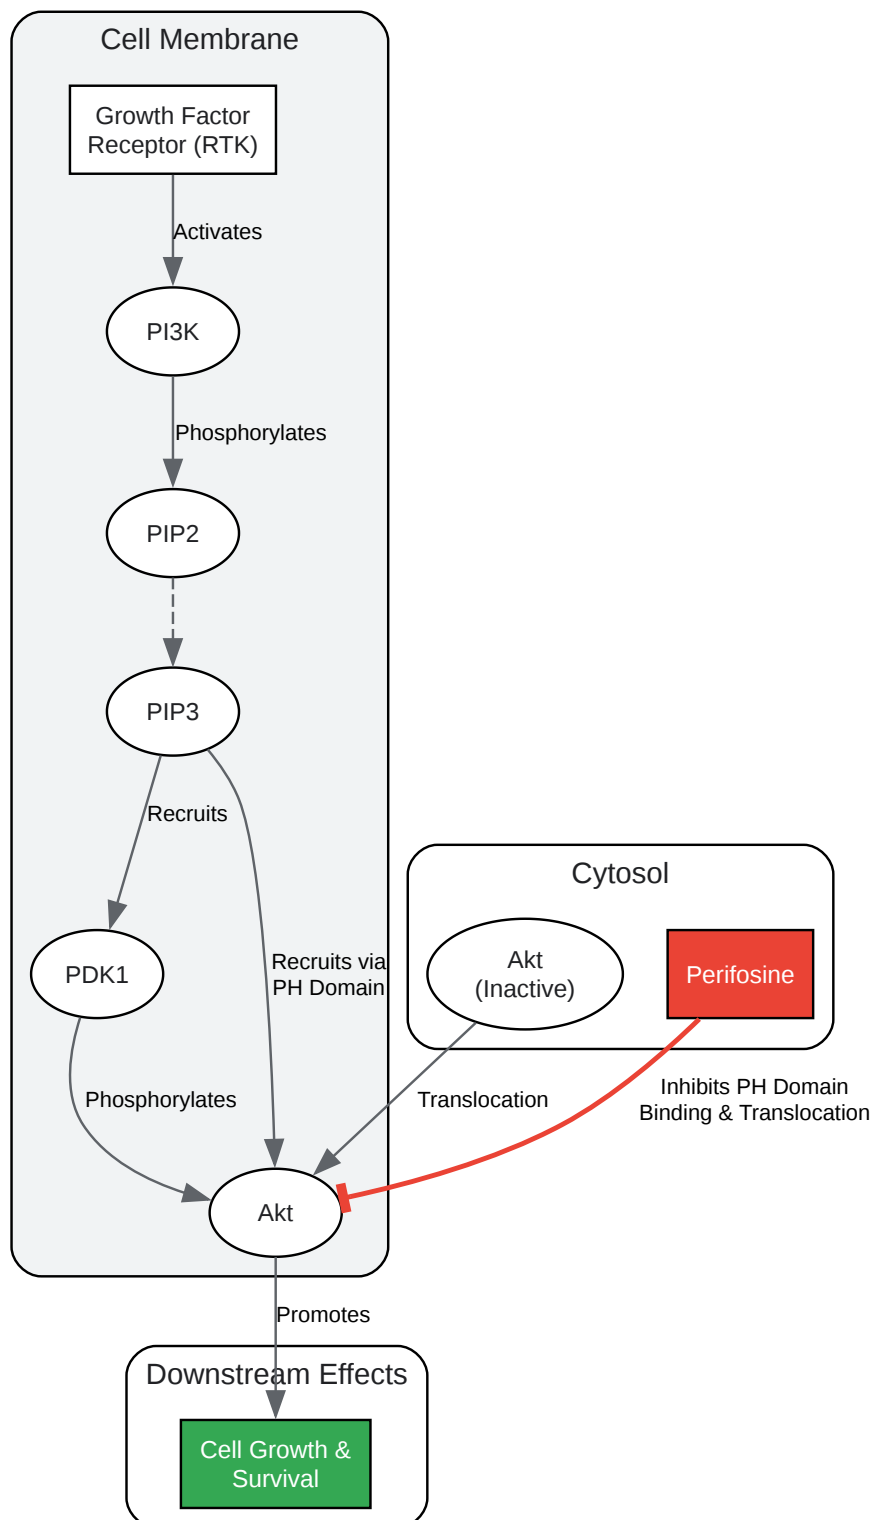 Cell Membrane
Growth Factor
Receptor (RTK)
Activates
PI3K
Phosphorylates
PIP2
PIP3
Recruits
Recruits via
PH Domain
PDK1
Phosphorylates
Akt
Cytosol
Akt
(Inactive)
Perifosine
Translocation
Inhibits PH Domain
Binding & Translocation
Promotes
Downstream Effects
Cell Growth &
Survival